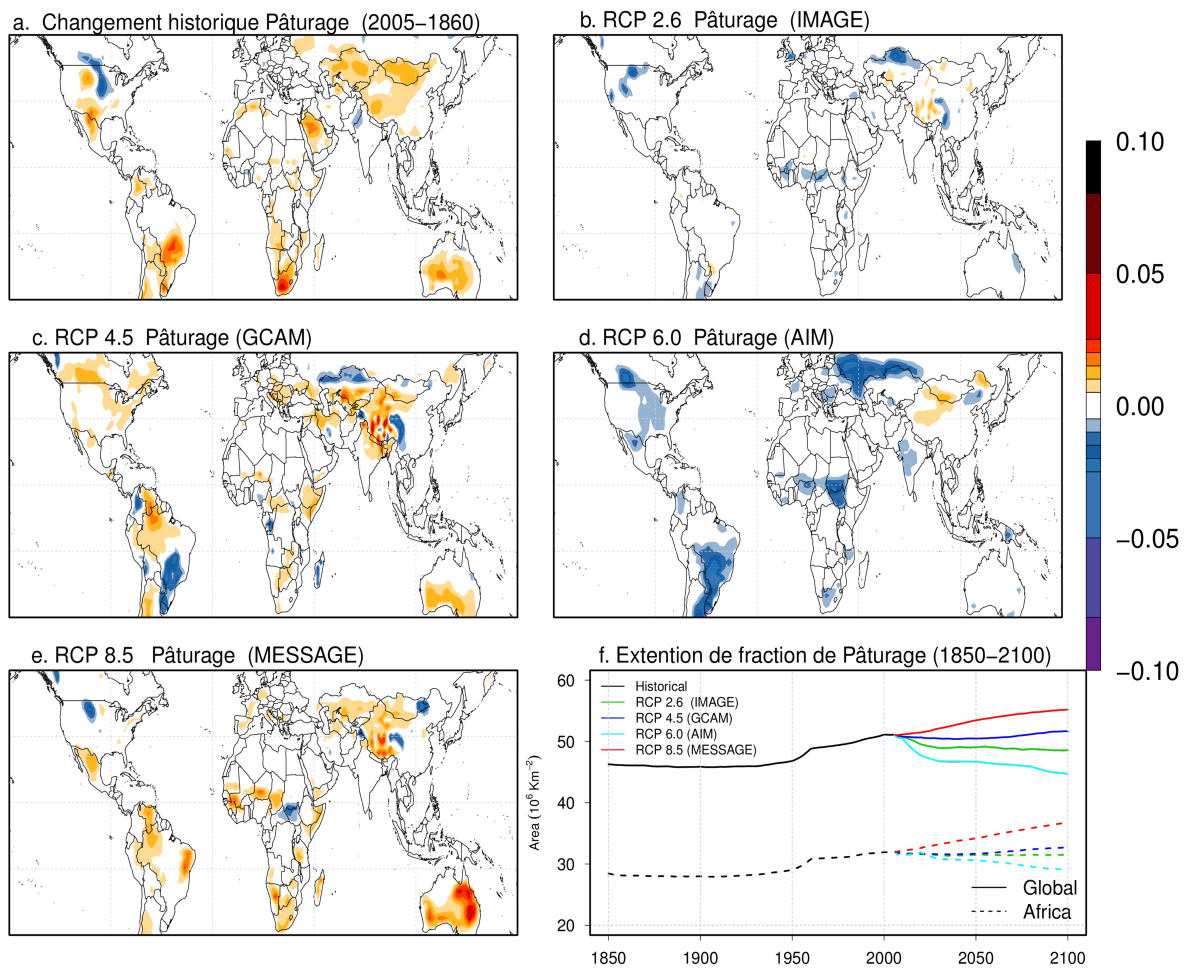 a. Changement historique Pâturage (2005−1860)
b. RCP 2.6 Pâturage (IMAGE)
c. RCP 4.5 Pâturage (GCAM)
d. RCP 6.0 Pâturage (AIM)
e. RCP 8.5 Pâturage (MESSAGE)
f. Extention de fraction de Pâturage (1850−2100)
0.10
0.05
0.00
−0.05
−0.10
Area (10⁶ Km⁻²)
60
50
40
30
20
Historical
RCP 2.6 (IMAGE)
RCP 4.5 (GCAM)
RCP 6.0 (AIM)
RCP 8.5 (MESSAGE)
Global
Africa
1850
1900
1950
2000
2050
2100